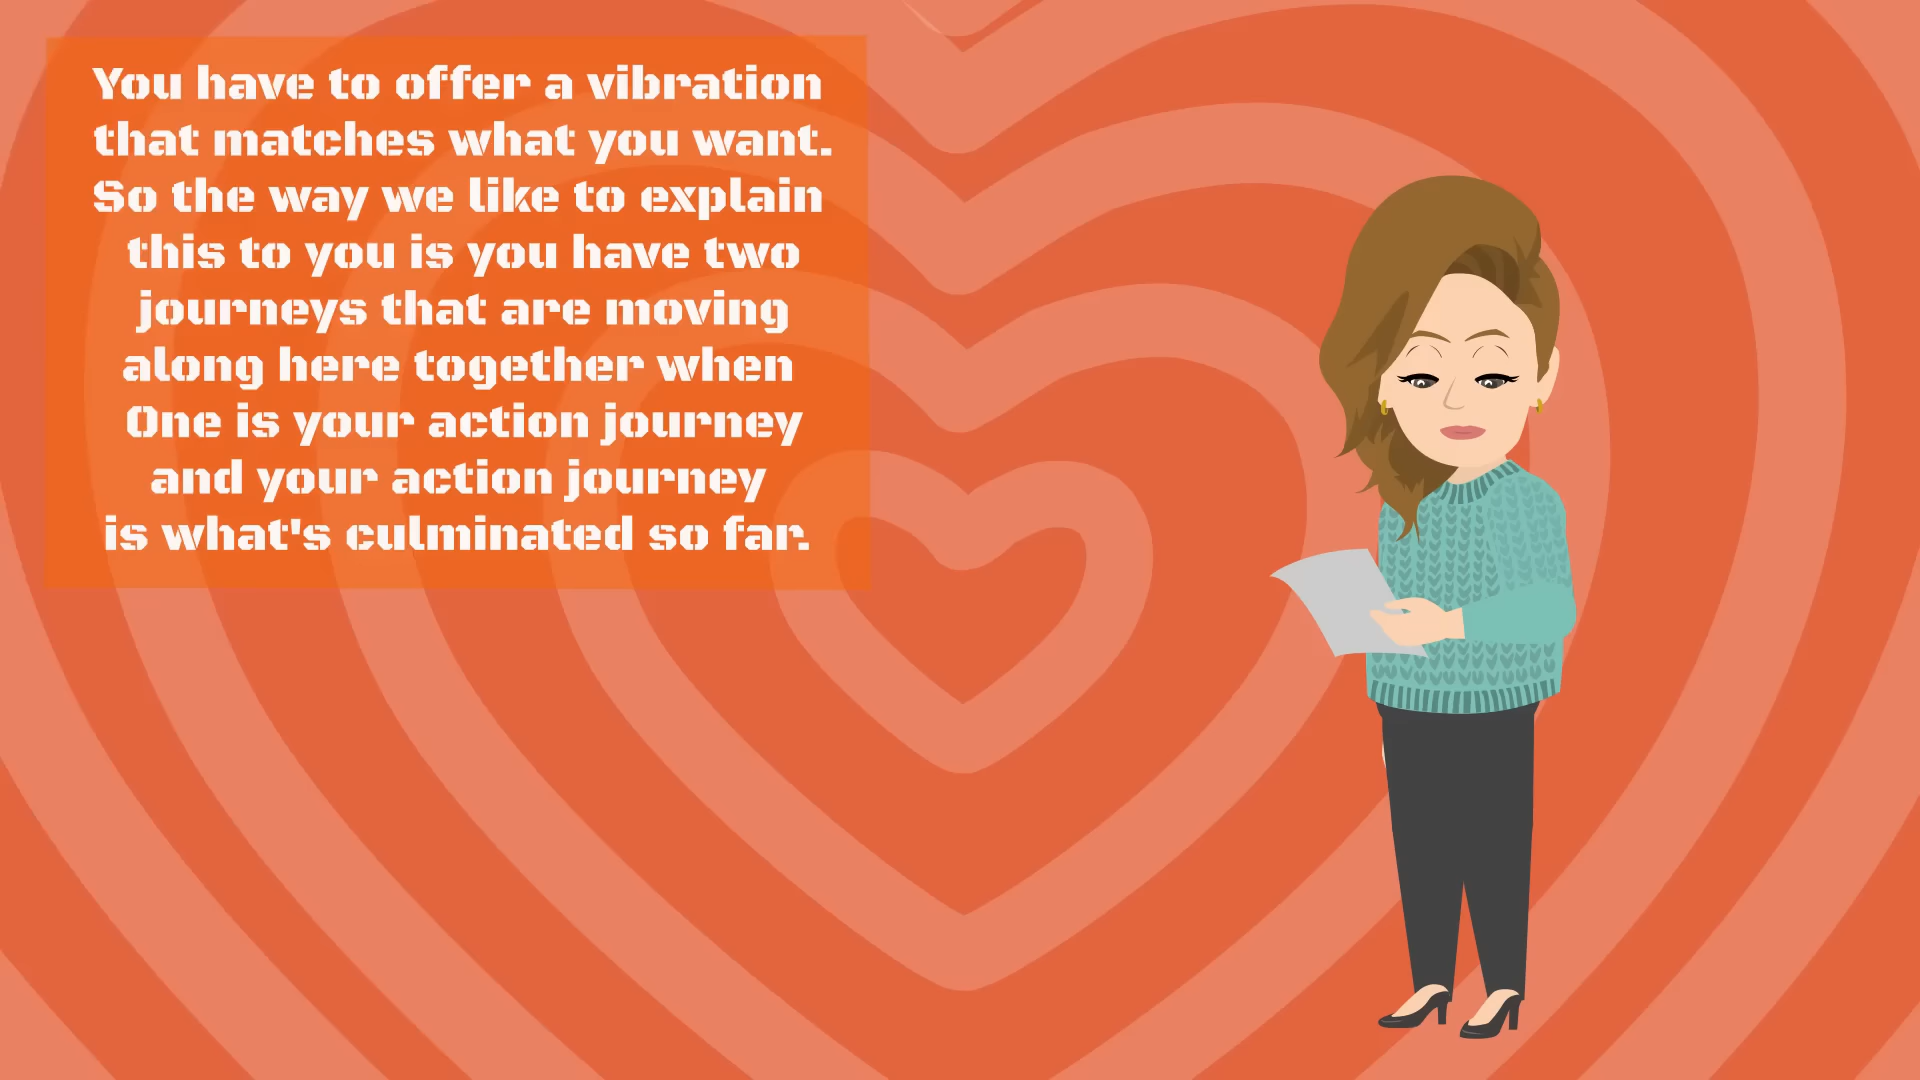 You have to offer a vibration
that matches what you want.
So the way we like to explain
this to you is you have two
journeys that are moving
along here together when
One is your action journey
and your action journey
is what's culminated so far.